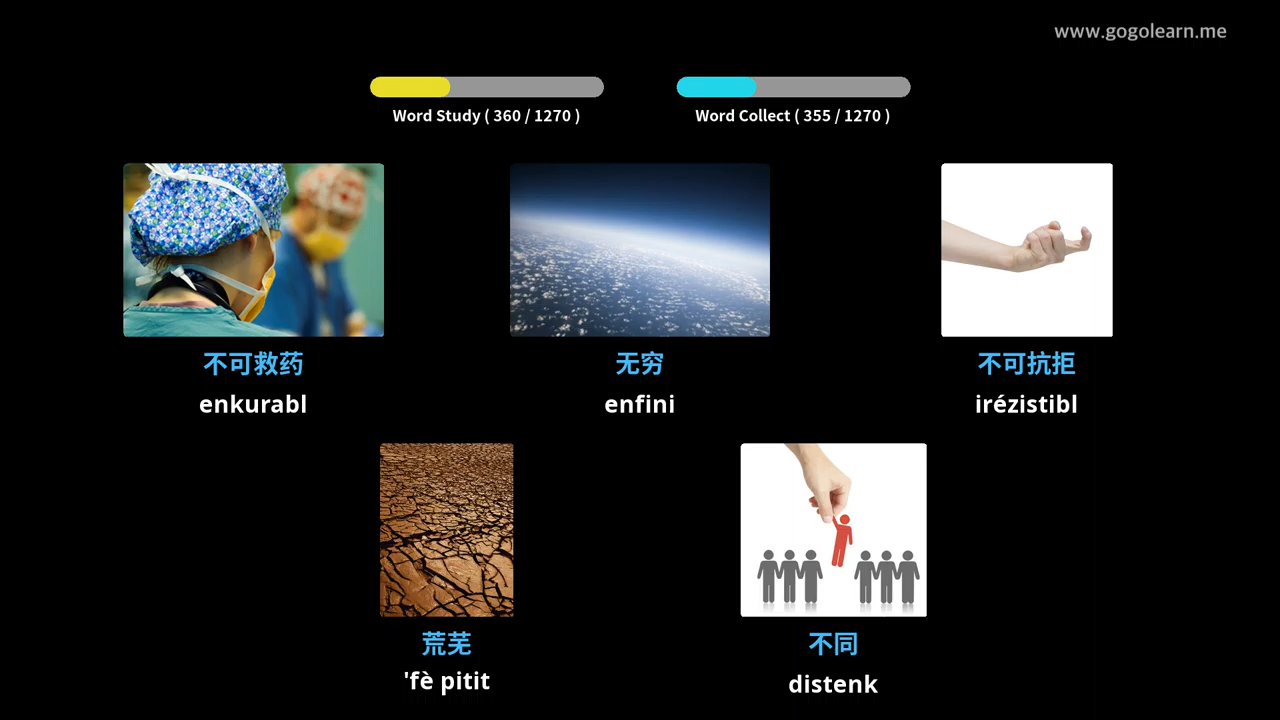 www.gogolearn.me
Word Study ( 360 / 1270 )
Word Collect ( 355 / 1270 )
不可救药
enkurabl
无穷
enfini
不可抗拒
irézistibl
荒芜
'fè pitit
不同
distenk